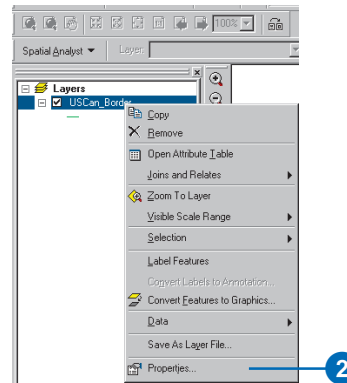 100%
Spatial Analyst Layer:
Layers
USCan_Border
Copy
Remove
Open Attribute Table
Joins and Relates
Zoom To Layer
Visible Scale Range
Selection
Label Features
Convert Labels to Annotation...
Convert Features to Graphics...
Data
Save As Layer File...
Properties...
2